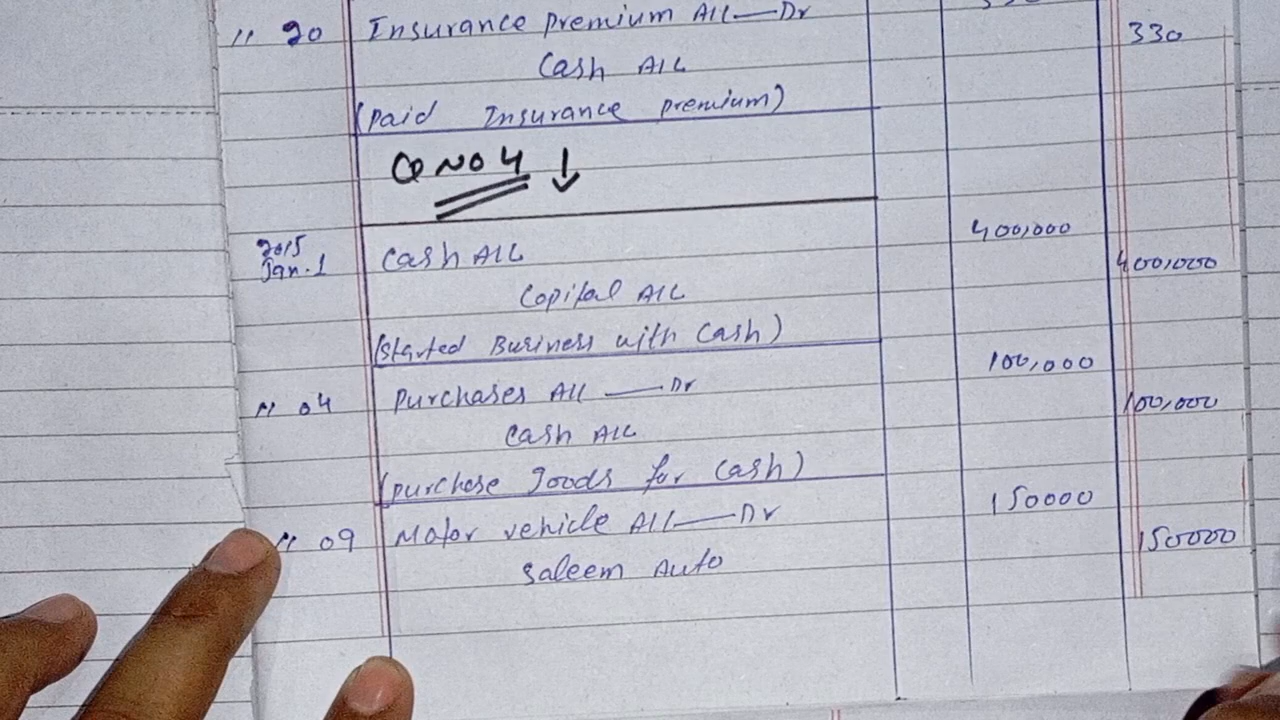 " 20 Insurance premium A/c — Dr
Cash A/c 330
(paid Insurance premium)
Q NO 4 ↓
2015
Jan. 1 Cash A/c 400,000
Capital A/c 400,000
(Started Business with Cash)
" 04 Purchases A/c — Dr 100,000
Cash A/c 100,000
(purchase Goods for Cash)
" 09 Motor vehicle A/c — Dr 150000
Saleem Auto 150000